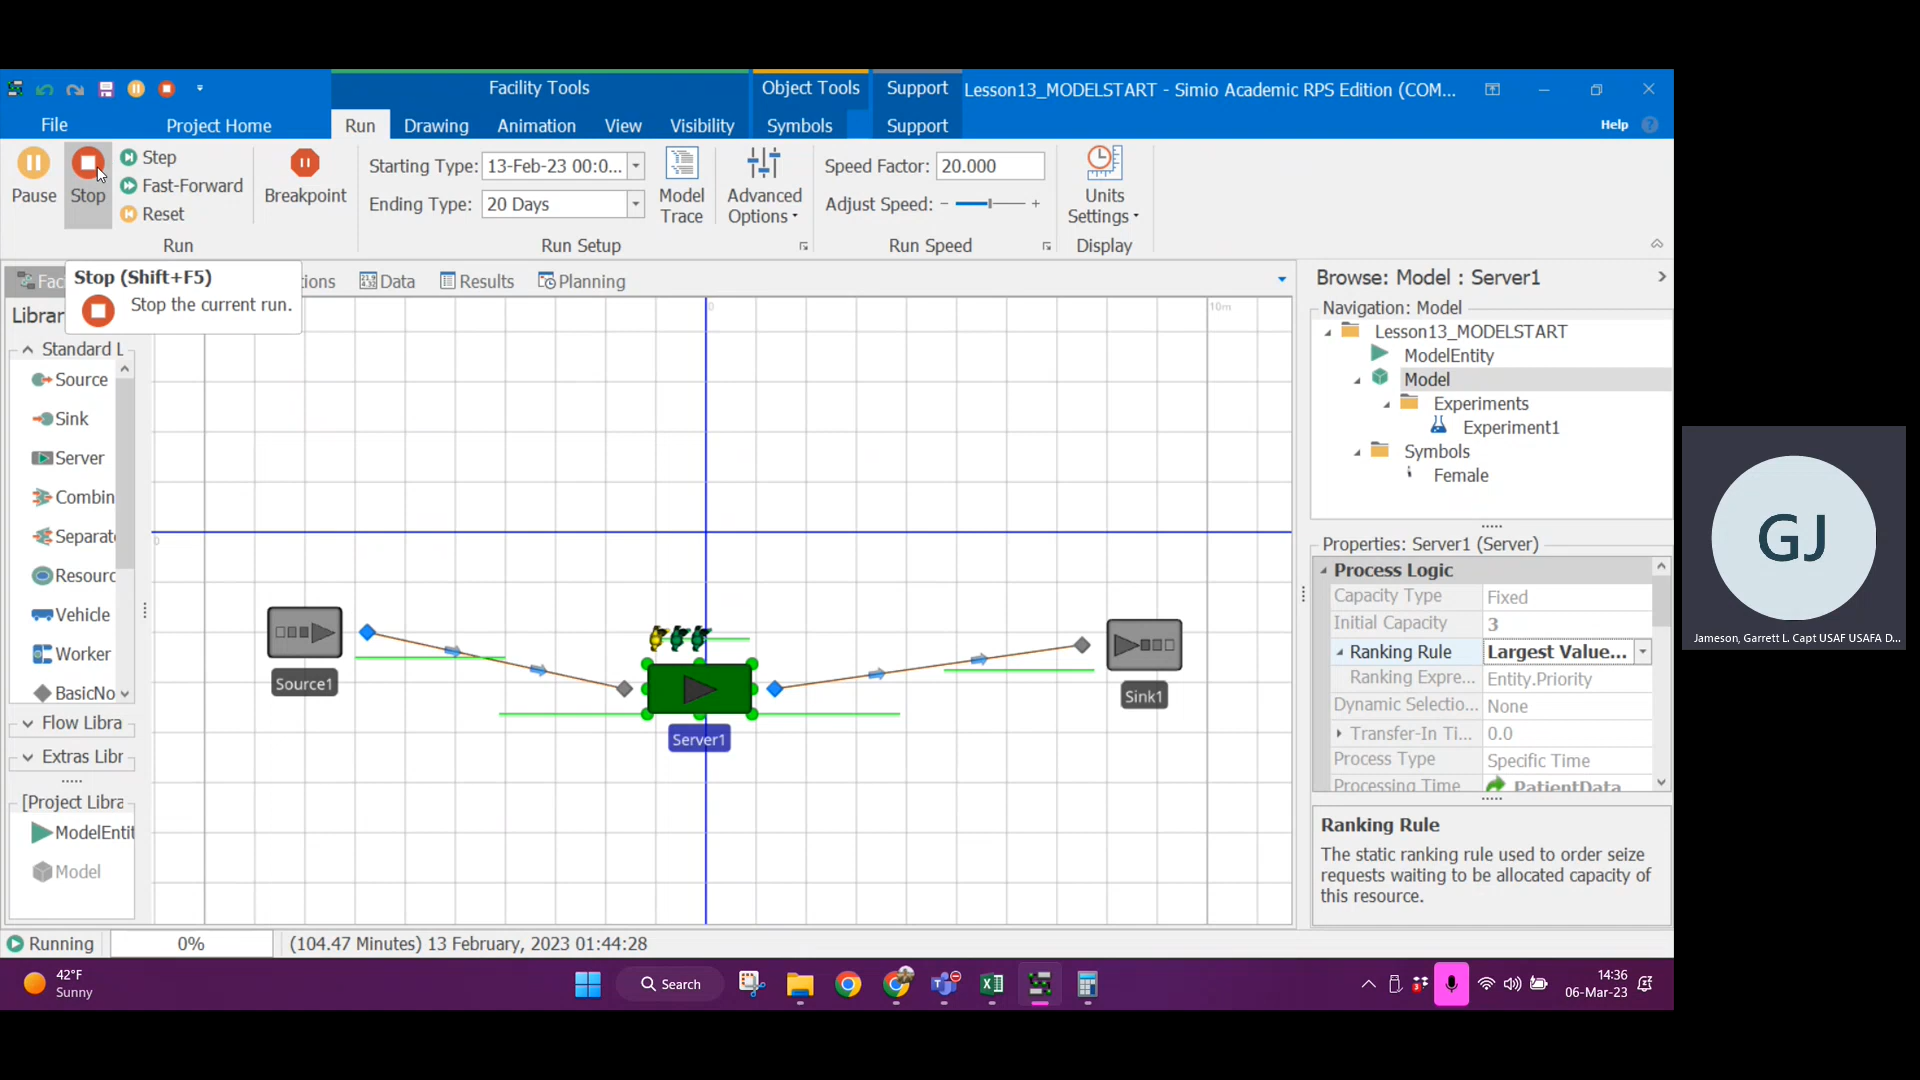 Facility Tools
Object Tools
Support
Lesson13_MODELSTART - Simio Academic RPS Edition (COM...
File
Project Home
Run
Drawing
Animation
View
Visibility
Symbols
Support
Help
Pause
Stop
Step
Fast-Forward
Reset
Breakpoint
Starting Type: 13-Feb-23 00:0...
Ending Type: 20 Days
Model
Trace
Advanced
Options
Speed Factor: 20.000
Adjust Speed: - +
Units
Settings
Run
Run Setup
Run Speed
Display
Stop (Shift+F5)
Stop the current run.
Fac
ions
Data
Results
Planning
Librar
Standard L
Source
Sink
Server
Combin
Separat
Resourc
Vehicle
Worker
BasicNo
Flow Libra
Extras Libr
[Project Libra
ModelEntit
Model
0
10m
0
Source1
Server1
Sink1
Browse: Model : Server1
Navigation: Model
Lesson13_MODELSTART
ModelEntity
Model
Experiments
Experiment1
Symbols
Female
Properties: Server1 (Server)
Process Logic
Capacity Type Fixed
Initial Capacity 3
Ranking Rule Largest Value...
Ranking Expre... Entity.Priority
Dynamic Selectio... None
Transfer-In Ti... 0.0
Process Type Specific Time
Processing Time PatientData
Ranking Rule
The static ranking rule used to order seize
requests waiting to be allocated capacity of
this resource.
Running
0%
(104.47 Minutes) 13 February, 2023 01:44:28
42°F
Sunny
Search
14:36
06-Mar-23
GJ
Jameson, Garrett L Capt USAF USAFA D...